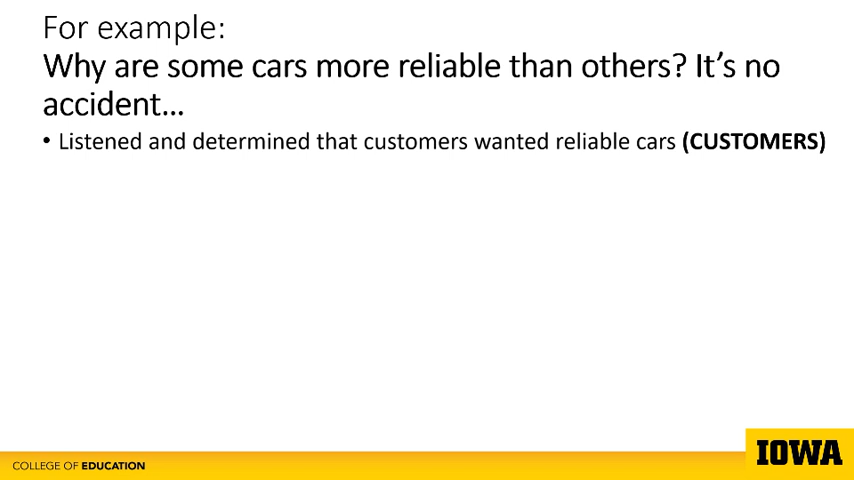 For example:
Why are some cars more reliable than others? It's no
accident…
• Listened and determined that customers wanted reliable cars (CUSTOMERS)
COLLEGE OF EDUCATION
IOWA